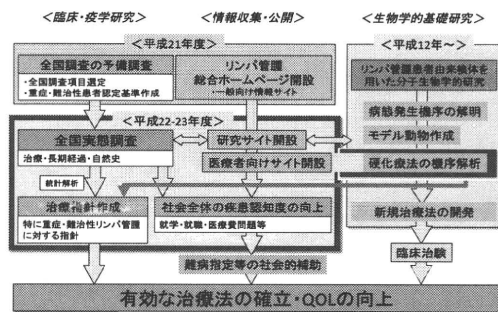 <臨床・疫学研究>
<情報収集・公開>
<生物学的基礎研究>
<平成21年度>
<平成12年~>
全国調査の予備調査
・全国調査項目選定
・重症・難治性患者認定基準作成
リンパ管腫
総合ホームページ開設
・一般向け情報サイト
リンパ管腫患者由来検体を
用いた分子生物学的研究
病態発生機序の解明
モデル動物作成
硬化療法の機序解析
新規治療法の開発
臨床治験
<平成22-23年度>
全国実態調査
治療・長期経過・自然史
研究サイト開設
医療者向けサイト開設
統計解析
治療指針作成
特に重症・難治性リンパ管腫
に対する指針
社会全体の疾患認知度の向上
就学・就職・医療費問題等
難病指定等の社会的補助
有効な治療法の確立・QOLの向上